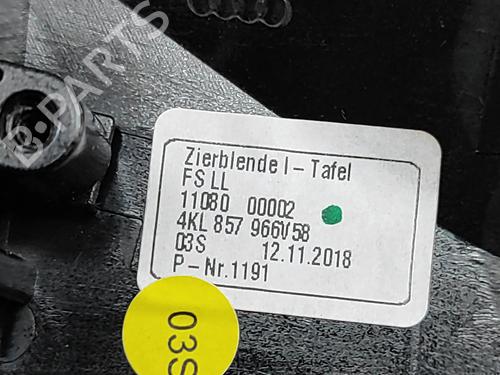 B-PARTS
Zierblende I - Tafel
FS LL
11080 00002
4KL 857 966V58
03S 12.11.2018
P-Nr.1191
03S